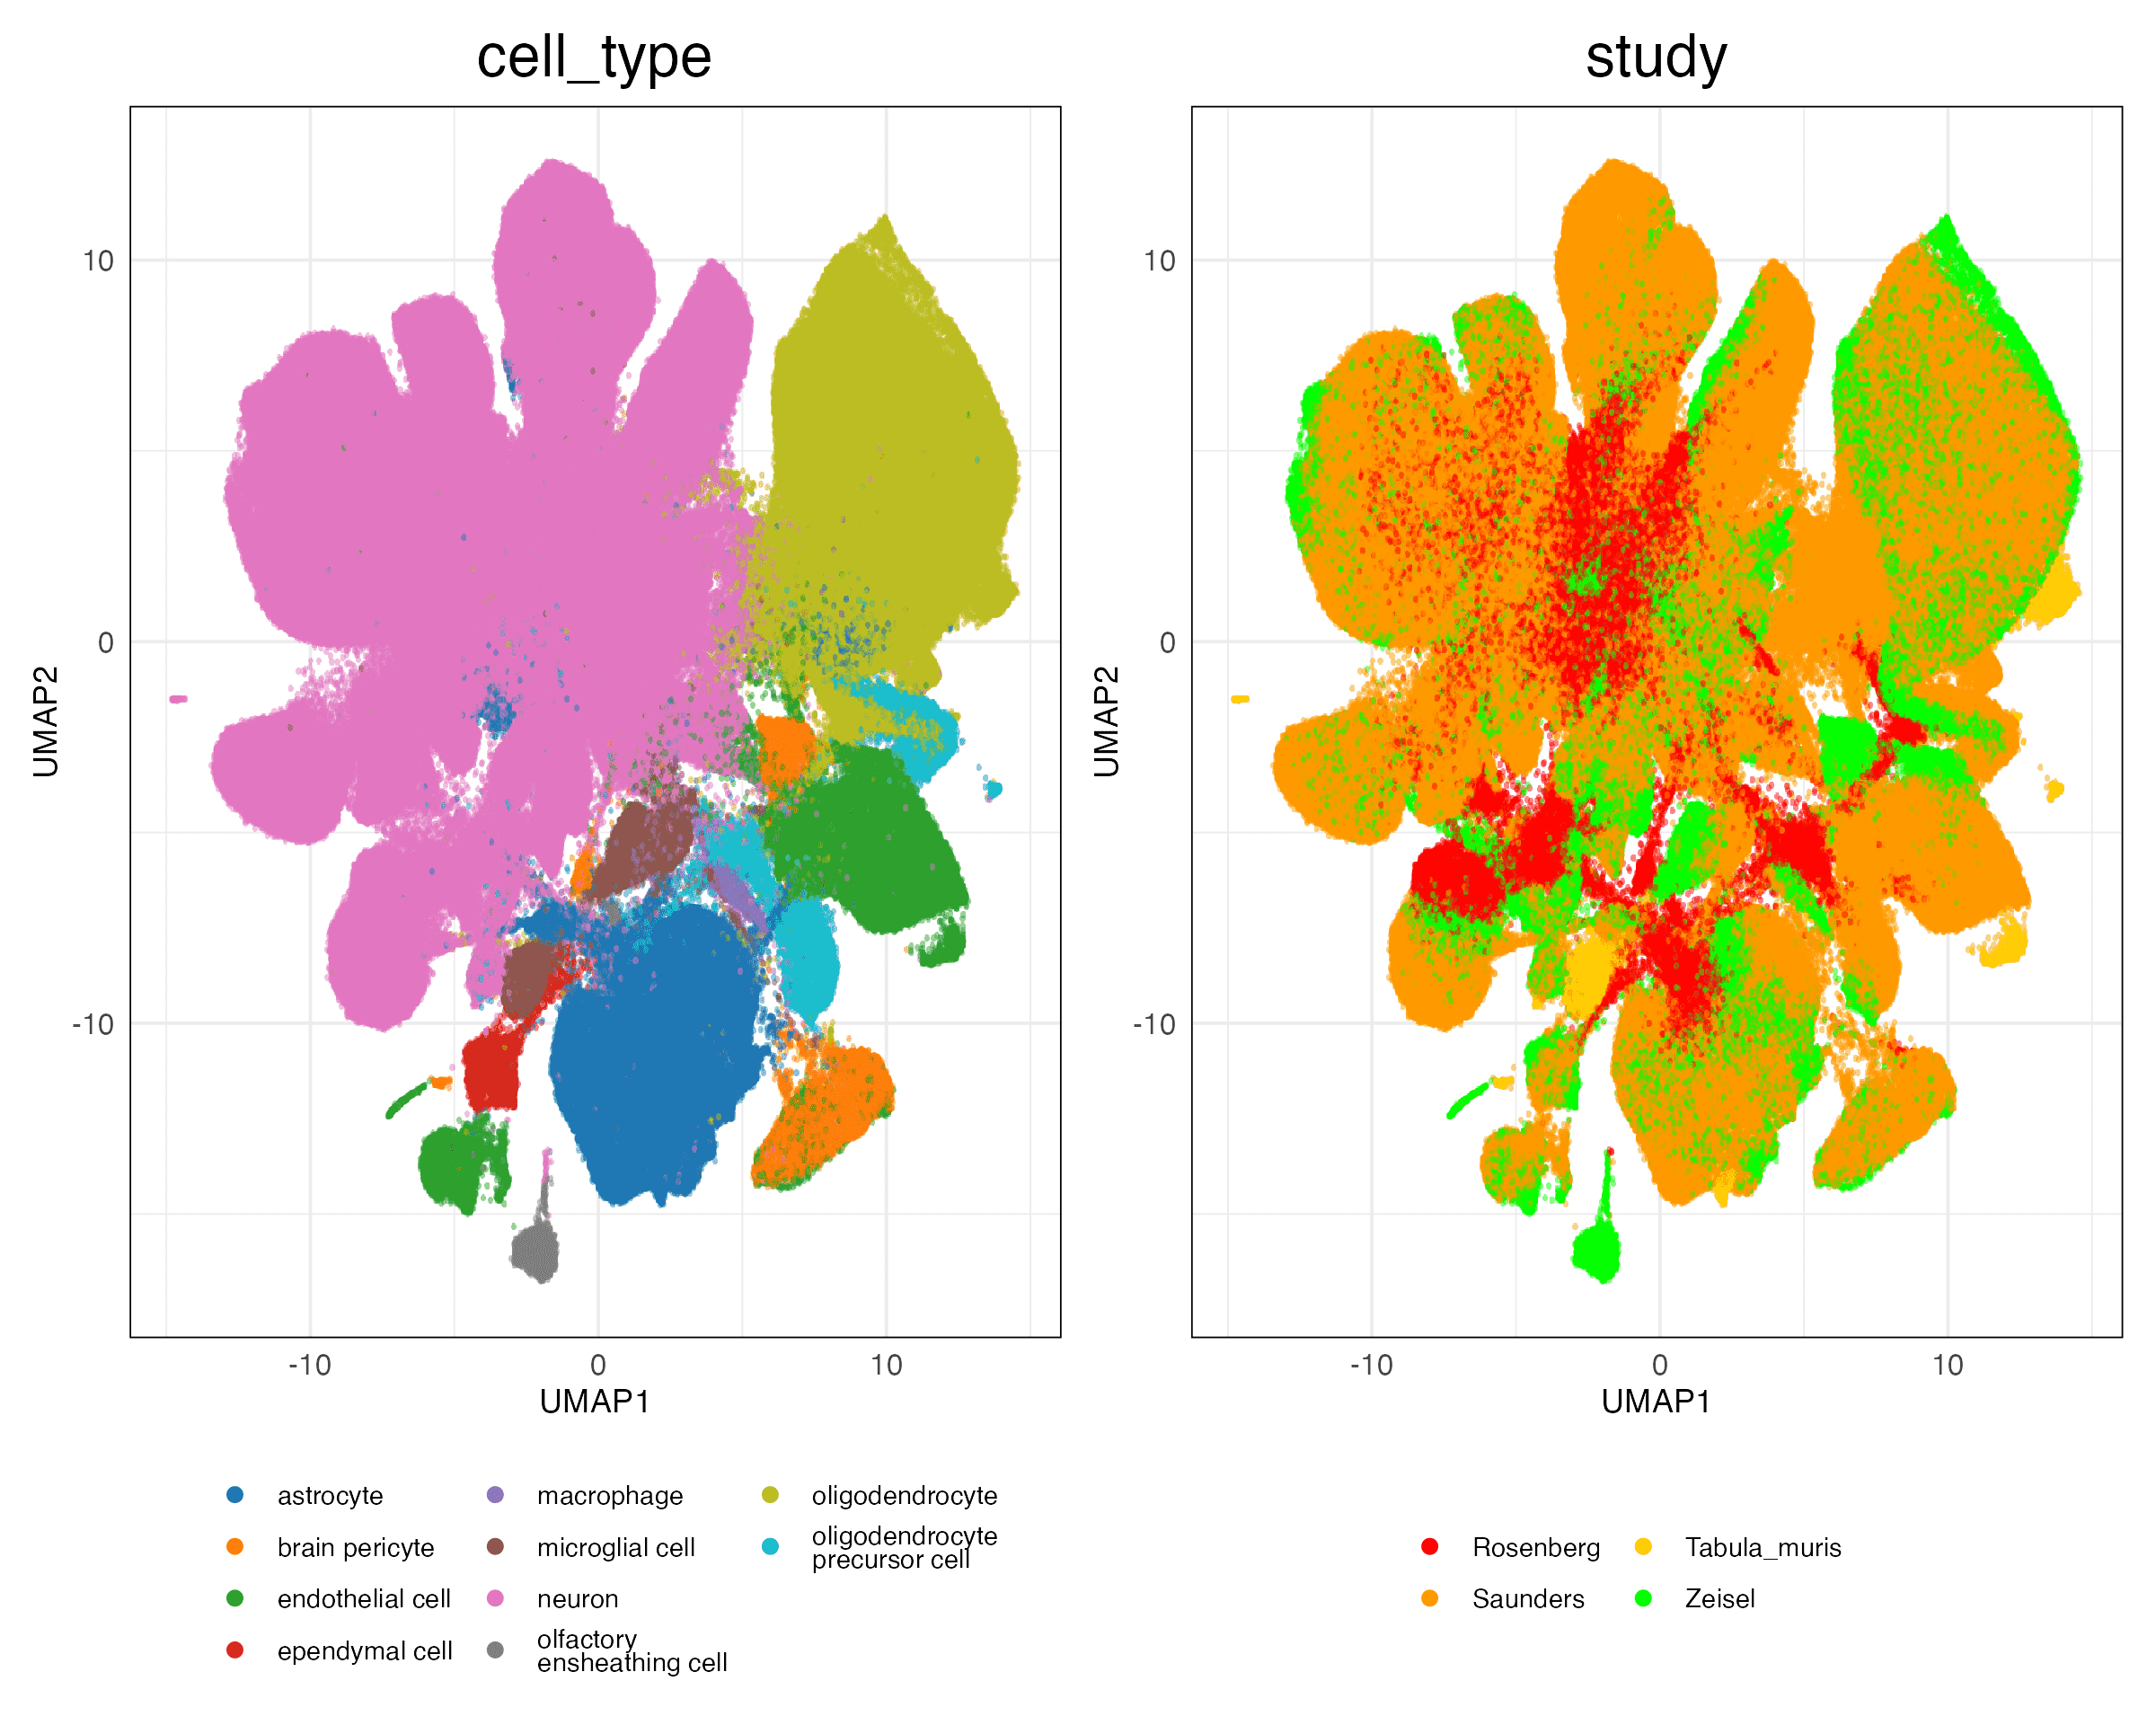 cell_type
study
10
0
-10
UMAP2
-10
0
10
UMAP1
10
0
-10
UMAP2
-10
0
10
UMAP1
astrocyte
brain pericyte
endothelial cell
ependymal cell
macrophage
microglial cell
neuron
olfactory
ensheathing cell
oligodendrocyte
oligodendrocyte
precursor cell
Rosenberg
Saunders
Tabula_muris
Zeisel